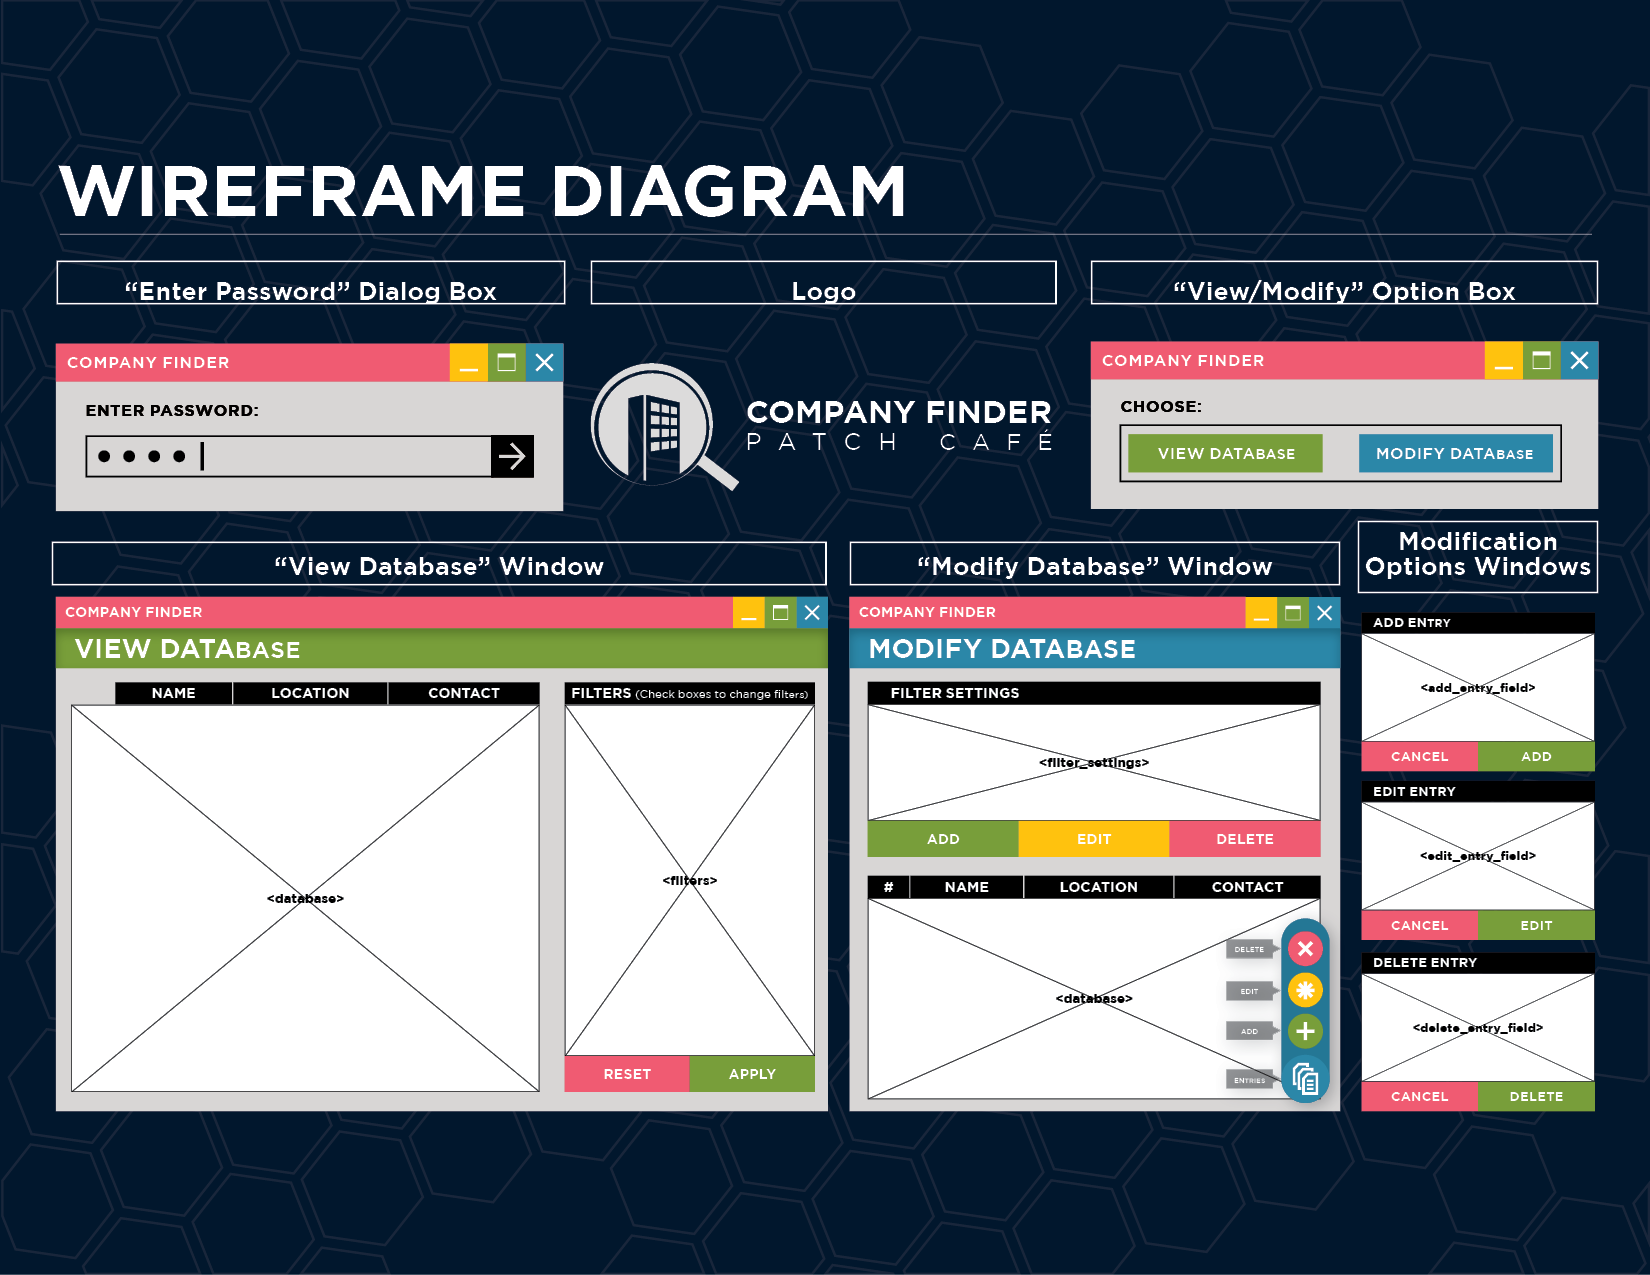 WIREFRAME DIAGRAM
“Enter Password” Dialog Box
Logo
“View/Modify” Option Box
COMPANY FINDER
ENTER PASSWORD:
COMPANY FINDER
PATCH CAFÉ
COMPANY FINDER
CHOOSE:
VIEW DATABASE
MODIFY DATABASE
“View Database” Window
“Modify Database” Window
Modification
Options Windows
COMPANY FINDER
VIEW DATABASE
NAME LOCATION CONTACT
<database>
FILTERS (Check boxes to change filters)
<filters>
RESET APPLY
COMPANY FINDER
MODIFY DATABASE
FILTER SETTINGS
<filter_settings>
ADD EDIT DELETE
# NAME LOCATION CONTACT
<database>
DELETE
EDIT
ADD
ENTRIES
ADD ENTRY
<add_entry_field>
CANCEL ADD
EDIT ENTRY
<edit_entry_field>
CANCEL EDIT
DELETE ENTRY
<delete_entry_field>
CANCEL DELETE